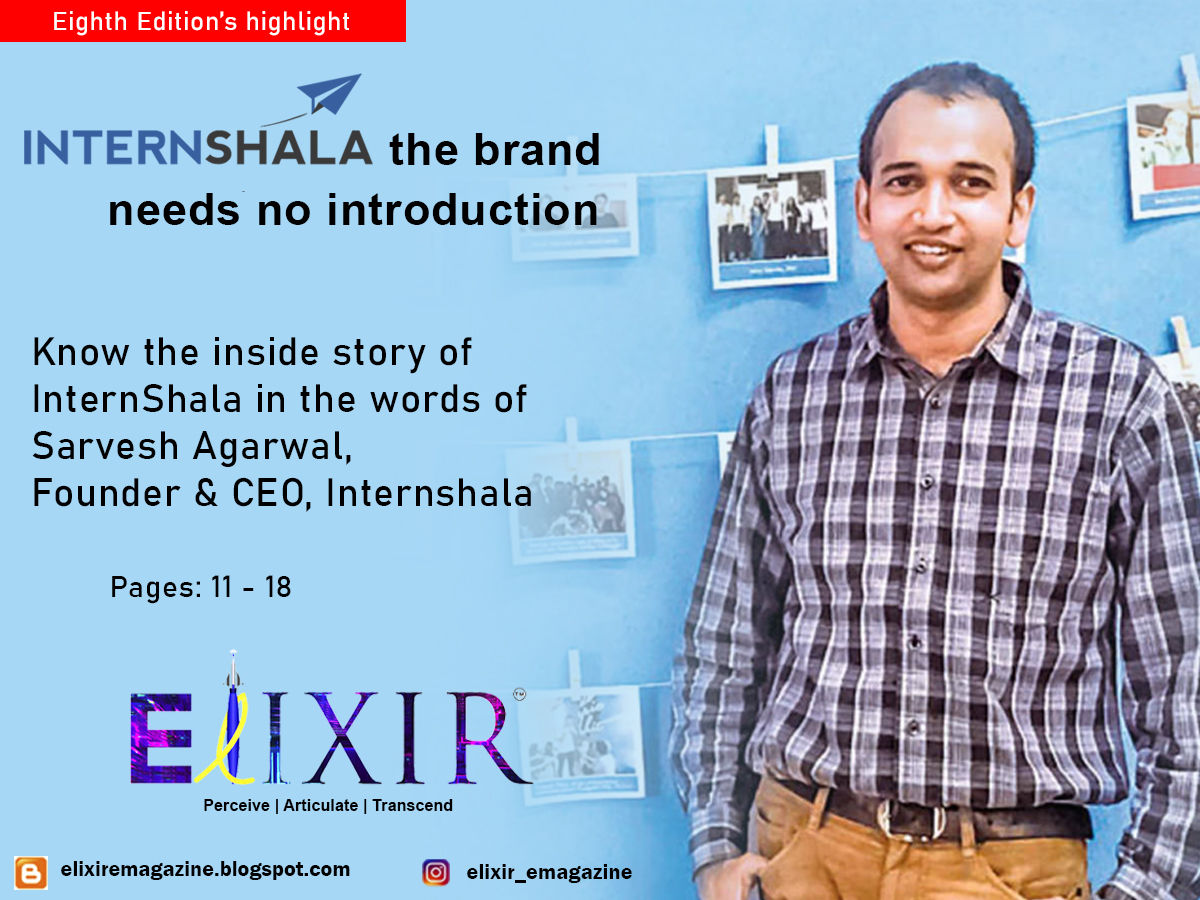 Eighth Edition's highlight
INTERNSHALA the brand
needs no introduction
Know the inside story of
InternShala in the words of
Sarvesh Agarwal,
Founder & CEO, Internshala
Pages: 11 - 18
ElIXIR TM
Perceive | Articulate | Transcend
elixiremagazine.blogspot.com
elixir_emagazine